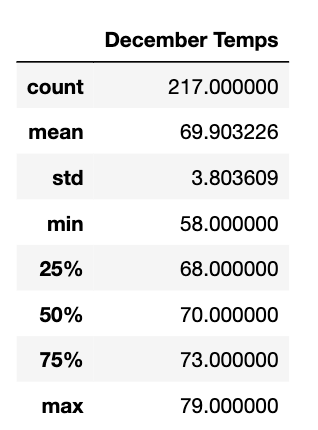 December Temps
count 217.000000
mean 69.903226
std 3.803609
min 58.000000
25% 68.000000
50% 70.000000
75% 73.000000
max 79.000000